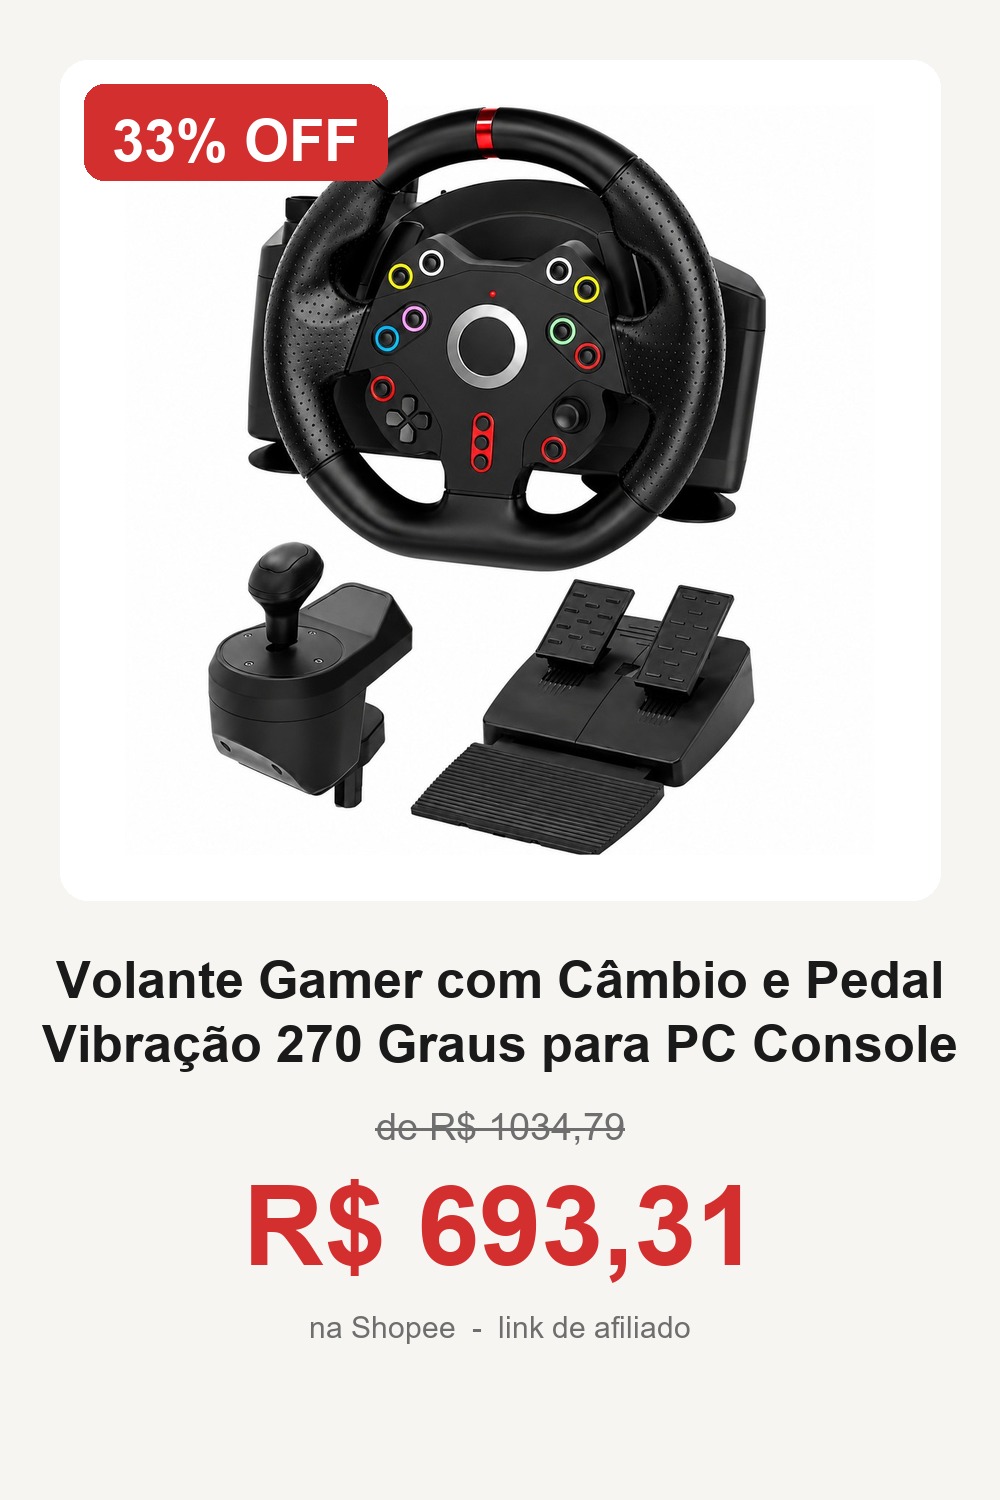 33% OFF
Volante Gamer com Câmbio e Pedal
Vibração 270 Graus para PC Console
de R$ 1034,79
R$ 693,31
na Shopee - link de afiliado